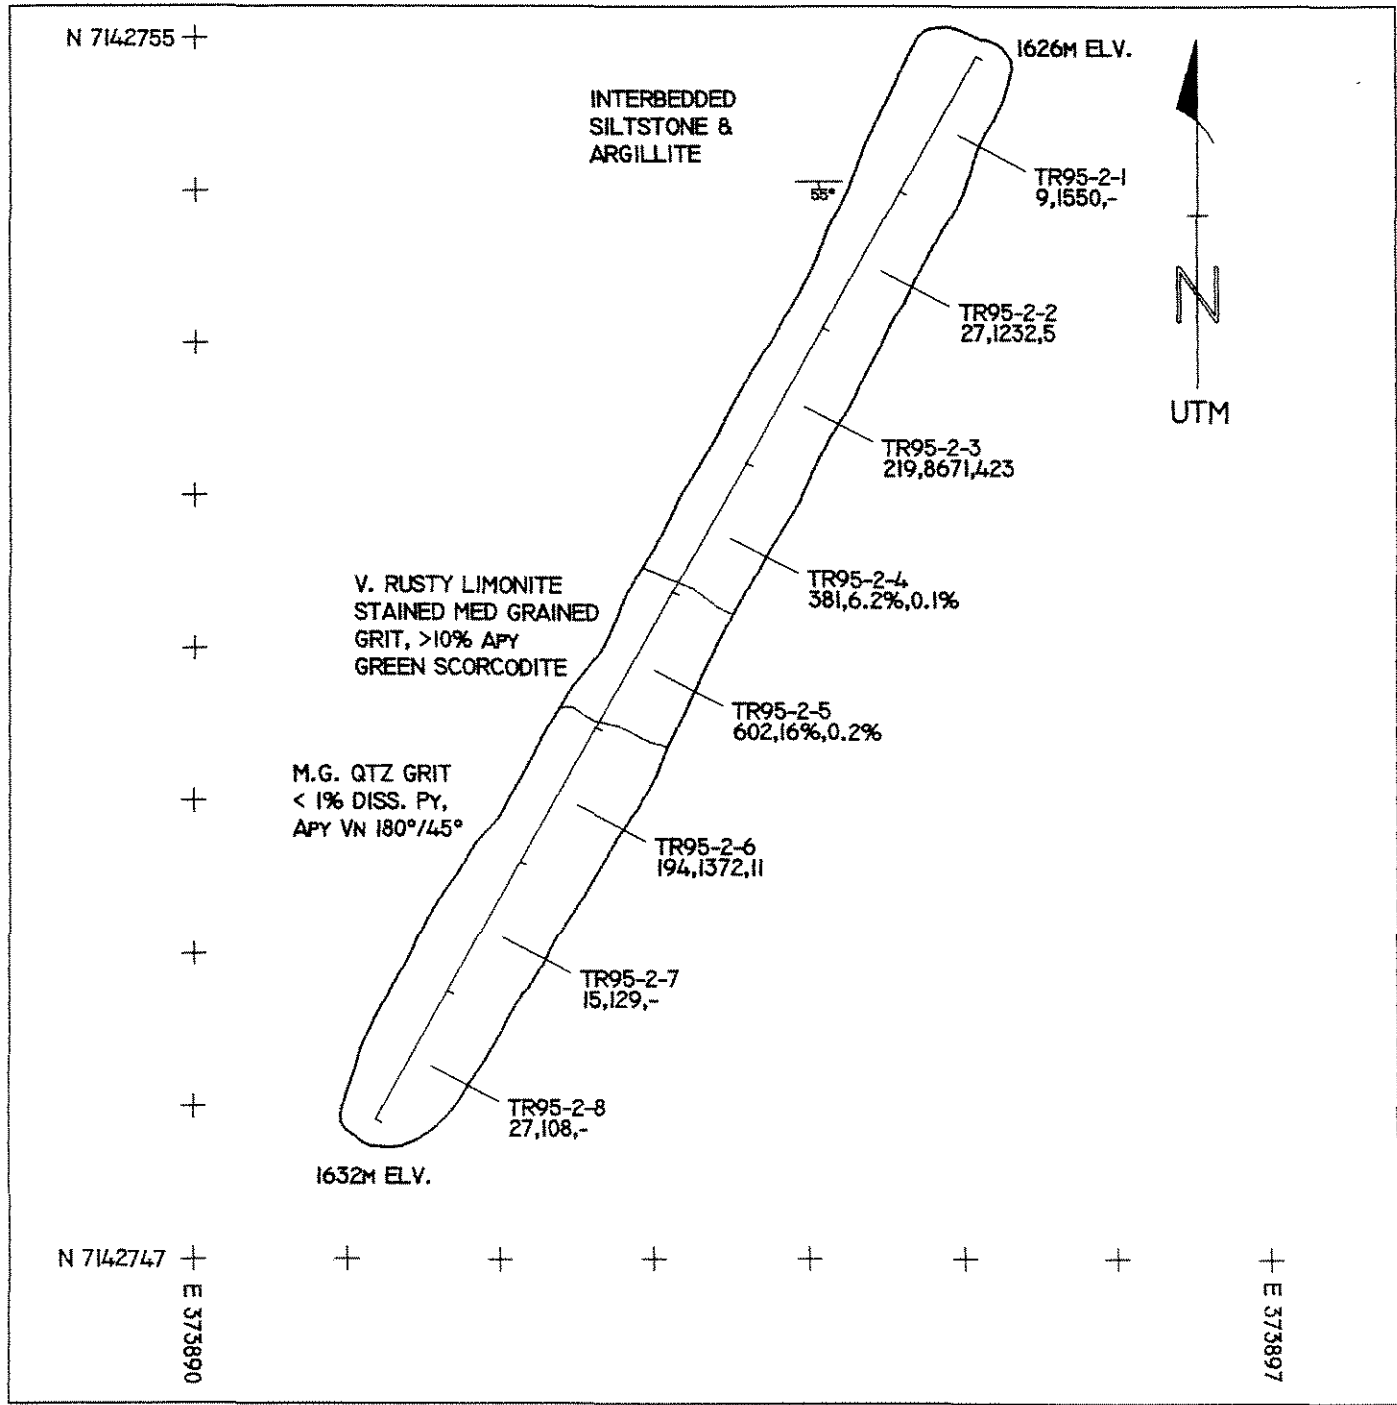 N 7142755
1626M ELV.
INTERBEDDED
SILTSTONE &
ARGILLITE
55°
TR95-2-1
9,1550,-
N
UTM
TR95-2-2
27,1232,5
TR95-2-3
219,8671,423
TR95-2-4
381,6.2%,0.1%
V. RUSTY LIMONITE
STAINED MED GRAINED
GRIT, >10% APY
GREEN SCORCODITE
TR95-2-5
602,16%,0.2%
M.G. QTZ GRIT
< 1% DISS. PY,
APY VN 180°/45°
TR95-2-6
194,1372,11
TR95-2-7
15,129,-
TR95-2-8
27,108,-
1632M ELV.
N 7142747
E 373890
E 373897